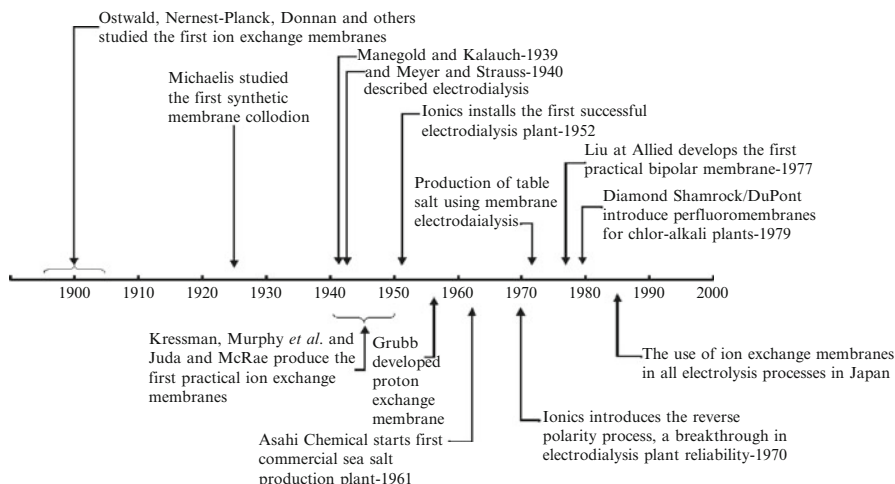 Ostwald, Nernest-Planck, Donnan and others
studied the first ion exchange membranes
Michaelis studied
the first synthetic
membrane collodion
Manegold and Kalauch-1939
and Meyer and Strauss-1940
described electrodialysis
Ionics installs the first successful
electrodialysis plant-1952
Production of table
salt using membrane
electrodaialysis
Liu at Allied develops the first
practical bipolar membrane-1977
Diamond Shamrock/DuPont
introduce perfluoromembranes
for chlor-alkali plants-1979
1900 1910 1920 1930 1940 1950 1960 1970 1980 1990 2000
Kressman, Murphy et al. and
Juda and McRae produce the
first practical ion exchange
membranes
Grubb
developed
proton
exchange
membrane
Asahi Chemical starts first
commercial sea salt
production plant-1961
Ionics introduces the reverse
polarity process, a breakthrough in
electrodialysis plant reliability-1970
The use of ion exchange membranes
in all electrolysis processes in Japan